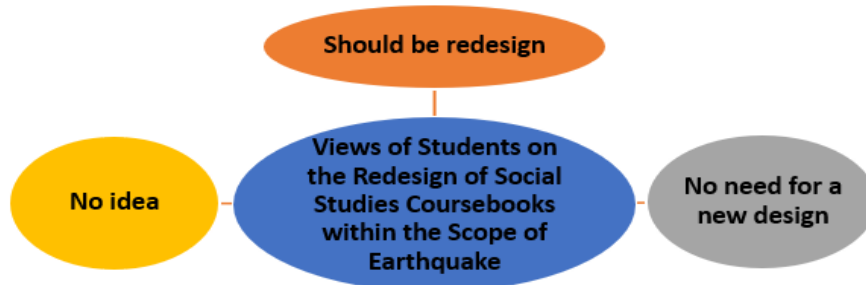 Should be redesign
No idea
Views of Students on
the Redesign of Social
Studies Coursebooks
within the Scope of
Earthquake
No need for a
new design